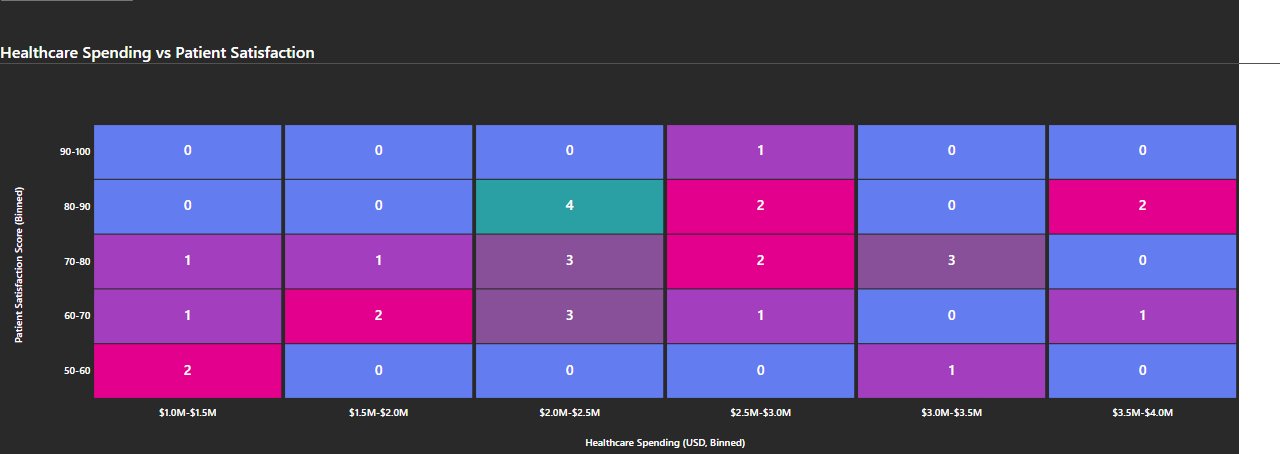 Healthcare Spending vs Patient Satisfaction
Patient Satisfaction Score (Binned)
90-100 0 0 0 1 0 0
80-90 0 0 4 2 0 2
70-80 1 1 3 2 3 0
60-70 1 2 3 1 0 1
50-60 2 0 0 0 1 0
$1.0M-$1.5M $1.5M-$2.0M $2.0M-$2.5M $2.5M-$3.0M $3.0M-$3.5M $3.5M-$4.0M
Healthcare Spending (USD, Binned)